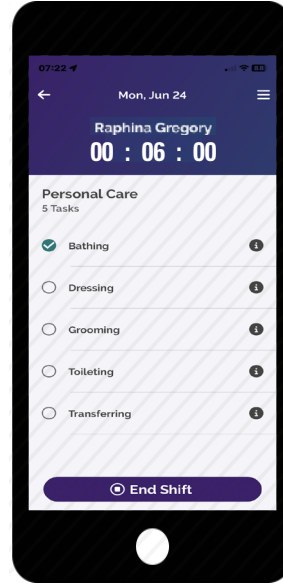 07:22
Mon, Jun 24
Raphina Gregory
00 : 06 : 00
Personal Care
5 Tasks
Bathing
Dressing
Grooming
Toileting
Transferring
End Shift